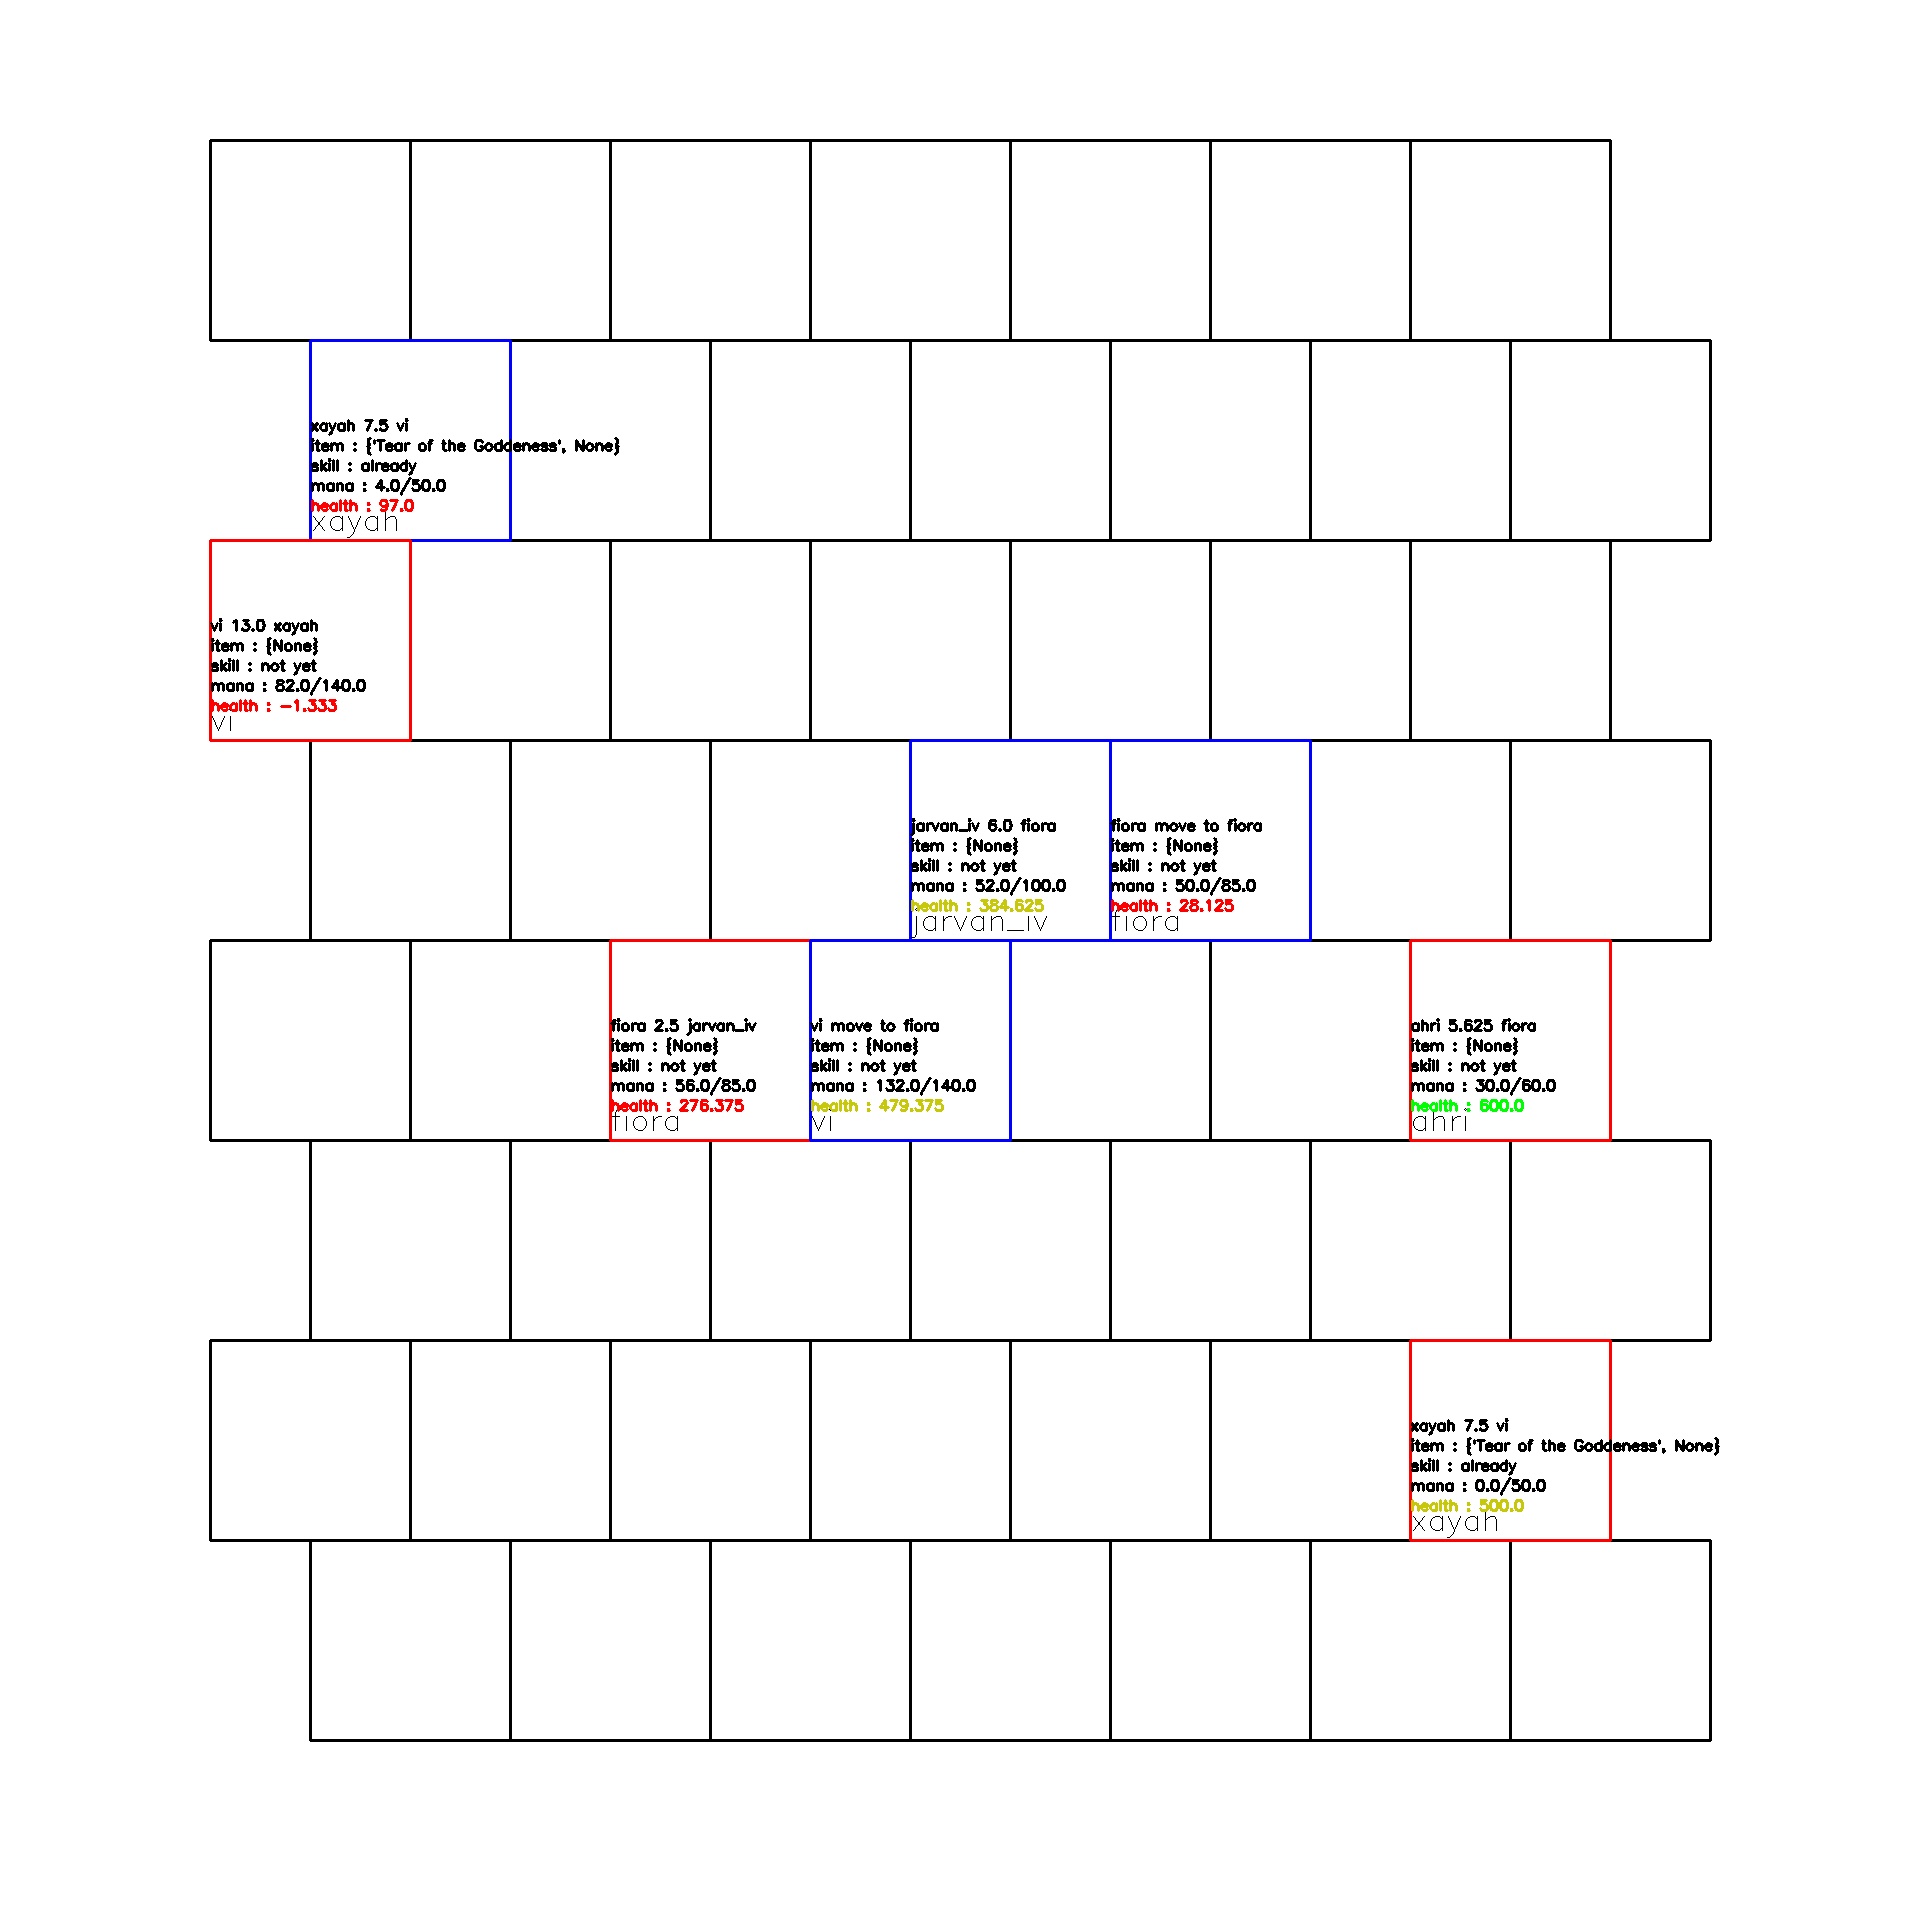 xayah 7.5 vi
item : {'Tear of the Goddeness', None}
skill : already
mana : 4.0/50.0
health : 97.0
xayah
vi 13.0 xayah
item : {None}
skill : not yet
mana : 82.0/140.0
health : -1.333
vi
jarvan_iv 6.0 fiora
item : {None}
skill : not yet
mana : 52.0/100.0
health : 384.625
jarvan_iv
fiora move to fiora
item : {None}
skill : not yet
mana : 50.0/85.0
health : 28.125
fiora
fiora 2.5 jarvan_iv
item : {None}
skill : not yet
mana : 56.0/85.0
health : 276.375
fiora
vi move to fiora
item : {None}
skill : not yet
mana : 132.0/140.0
health : 479.375
vi
ahri 5.625 fiora
item : {None}
skill : not yet
mana : 30.0/60.0
health : 600.0
ahri
xayah 7.5 vi
item : {'Tear of the Goddeness', None}
skill : already
mana : 0.0/50.0
health : 500.0
xayah